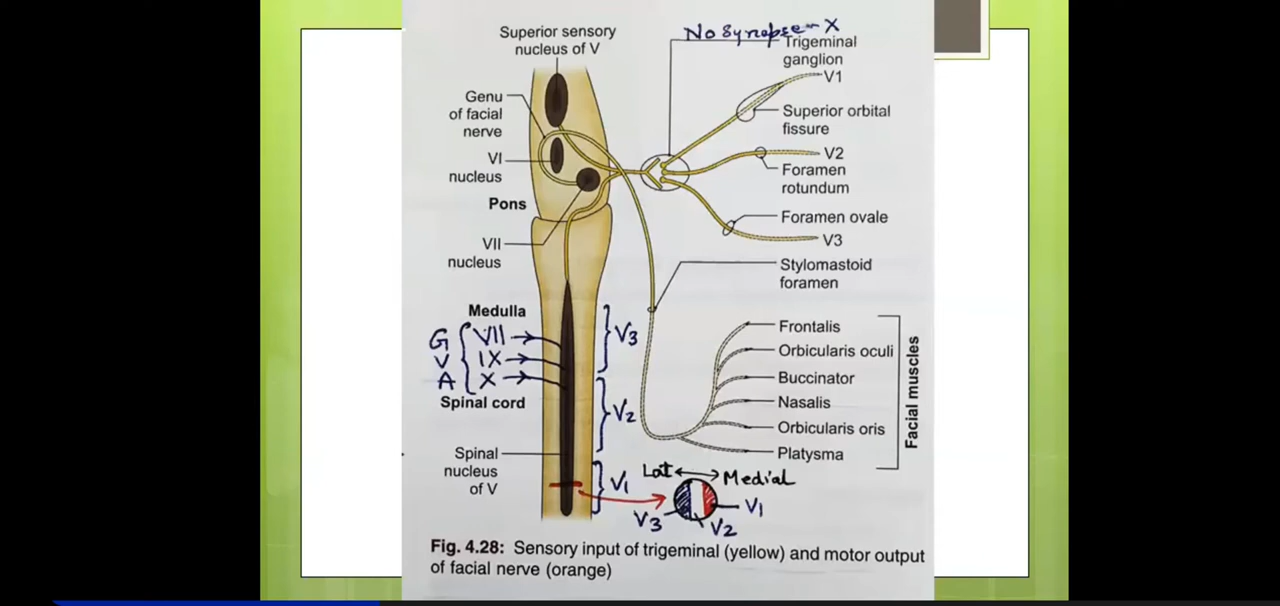 No Synapse - X
Superior sensory
nucleus of V
Trigeminal
ganglion
V1
Genu
of facial
nerve
Superior orbital
fissure
VI
nucleus
V2
Foramen
rotundum
Pons
Foramen ovale
V3
VII
nucleus
Stylomastoid
foramen
Medulla
G VII
V IX
A X
V3
Spinal cord
V2
Frontalis
Orbicularis oculi
Buccinator
Nasalis
Orbicularis oris
Platysma
Facial muscles
Spinal
nucleus
of V
V1
Lat Medial
V3 V2 V1
Fig. 4.28: Sensory input of trigeminal (yellow) and motor output
of facial nerve (orange)